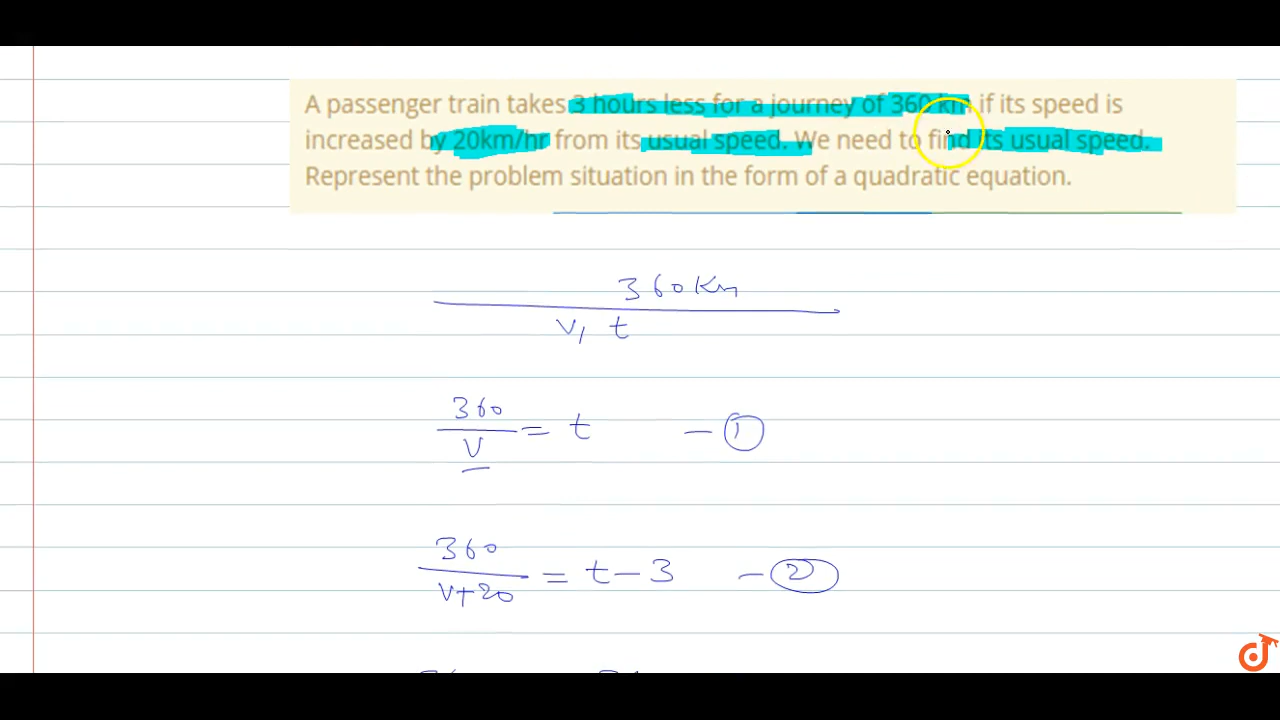 A passenger train takes 3 hours less for a journey of 360 km if its speed is
increased by 20km/hr from its usual speed. We need to find its usual speed.
Represent the problem situation in the form of a quadratic equation.
360 Km
v, t
360
— = t - ①
v
360
— = t - 3 - ②
v+20